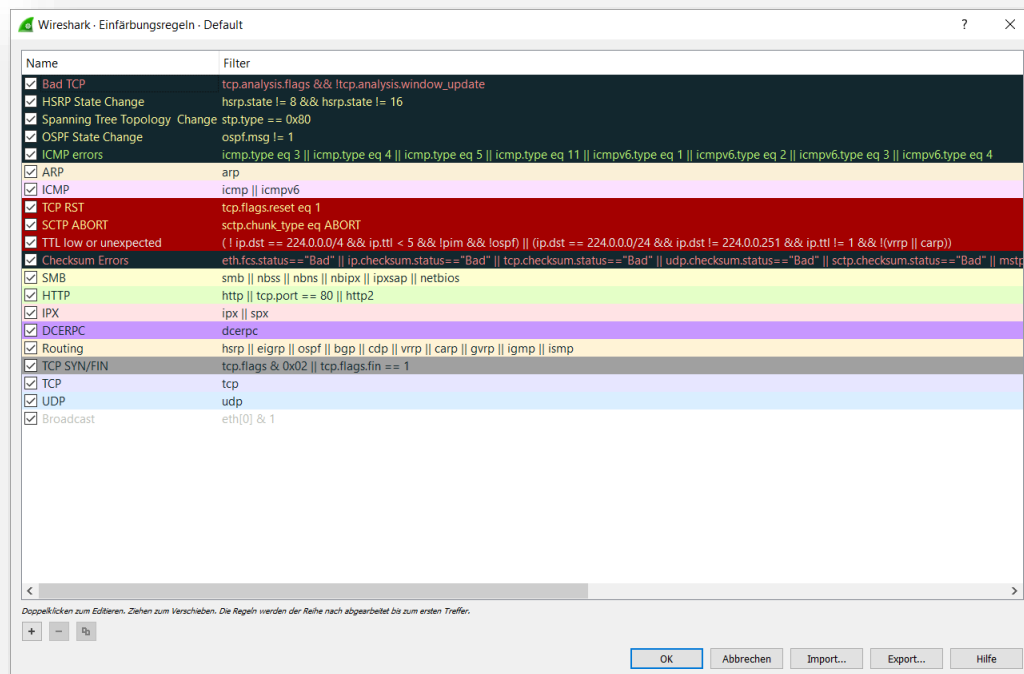 Wireshark · Einfärbungsregeln · Default
?
Name Filter
Bad TCP tcp.analysis.flags && !tcp.analysis.window_update
HSRP State Change hsrp.state != 8 && hsrp.state != 16
Spanning Tree Topology Change stp.type == 0x80
OSPF State Change ospf.msg != 1
ICMP errors icmp.type eq 3 || icmp.type eq 4 || icmp.type eq 5 || icmp.type eq 11 || icmpv6.type eq 1 || icmpv6.type eq 2 || icmpv6.type eq 3 || icmpv6.type eq 4
ARP arp
ICMP icmp || icmpv6
TCP RST tcp.flags.reset eq 1
SCTP ABORT sctp.chunk_type eq ABORT
TTL low or unexpected ( ! ip.dst == 224.0.0.0/4 && ip.ttl < 5 && !pim && !ospf) || (ip.dst == 224.0.0.0/24 && ip.dst != 224.0.0.251 && ip.ttl != 1 && !(vrrp || carp))
Checksum Errors eth.fcs.status=="Bad" || ip.checksum.status=="Bad" || tcp.checksum.status=="Bad" || udp.checksum.status=="Bad" || sctp.checksum.status=="Bad" || mstp
SMB smb || nbss || nbns || nbipx || ipxsap || netbios
HTTP http || tcp.port == 80 || http2
IPX ipx || spx
DCERPC dcerpc
Routing hsrp || eigrp || ospf || bgp || cdp || vrrp || carp || gvrp || igmp || ismp
TCP SYN/FIN tcp.flags & 0x02 || tcp.flags.fin == 1
TCP tcp
UDP udp
Broadcast eth[0] & 1
Doppelklicken zum Editieren. Ziehen zum Verschieben. Die Regeln werden der Reihe nach abgearbeitet bis zum ersten Treffer.
OK Abbrechen Import... Export... Hilfe